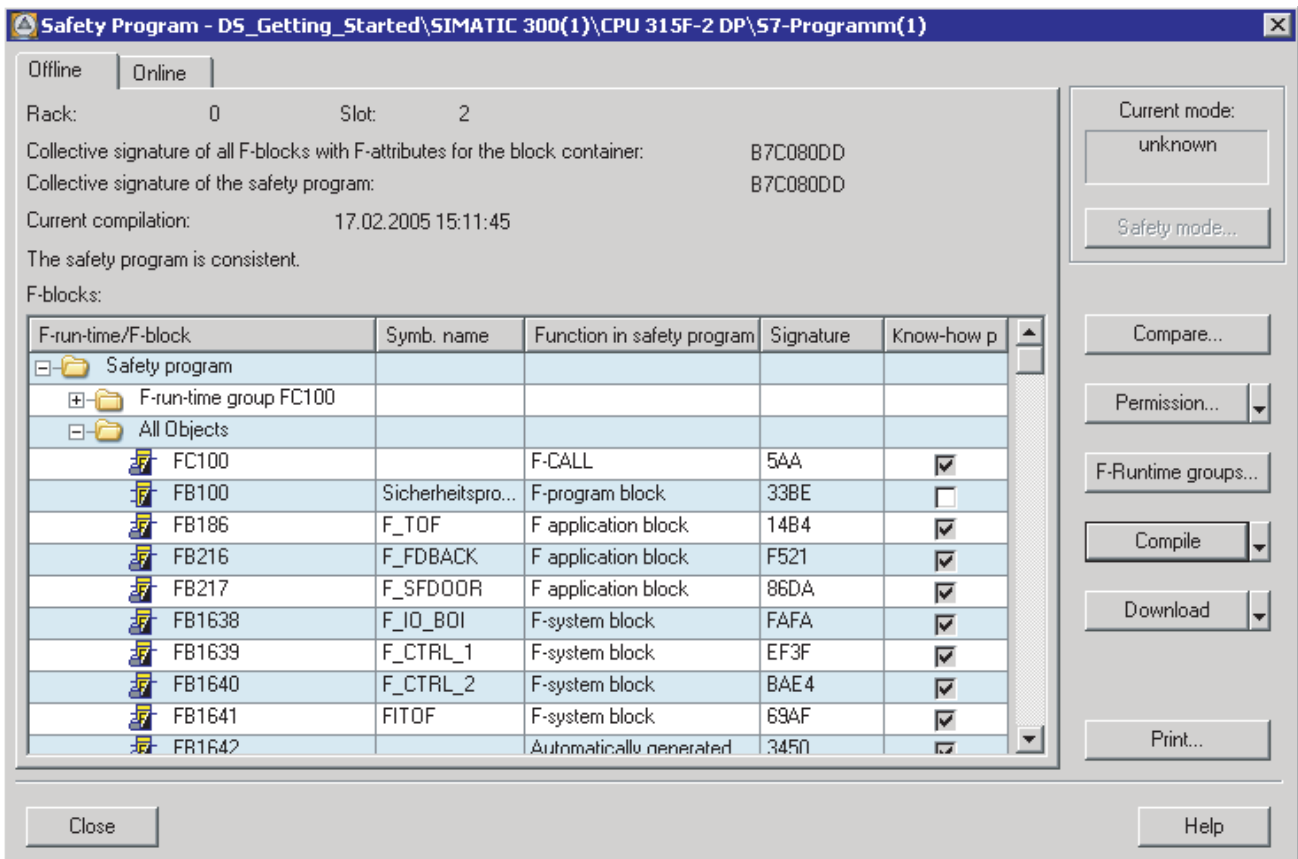 Safety Program - DS_Getting_Started\SIMATIC 300(1)\CPU 315F-2 DP\S7-Programm(1)
Offline Online
Rack: 0 Slot: 2
Collective signature of all F-blocks with F-attributes for the block container: B7C080DD
Collective signature of the safety program: B7C080DD
Current compilation: 17.02.2005 15:11:45
The safety program is consistent.
F-blocks:
F-run-time/F-block Symb. name Function in safety program Signature Know-how p
Safety program
F-run-time group FC100
All Objects
FC100 F-CALL 5AA
FB100 Sicherheitspro... F-program block 33BE
FB186 F_TOF F application block 14B4
FB216 F_FDBACK F application block F521
FB217 F_SFDOOR F application block 86DA
FB1638 F_IO_BOI F-system block FAFA
FB1639 F_CTRL_1 F-system block EF3F
FB1640 F_CTRL_2 F-system block BAE4
FB1641 FITOF F-system block 69AF
FB1642 Automatically generated 3450
Current mode:
unknown
Safety mode...
Compare...
Permission...
F-Runtime groups...
Compile
Download
Print...
Close Help